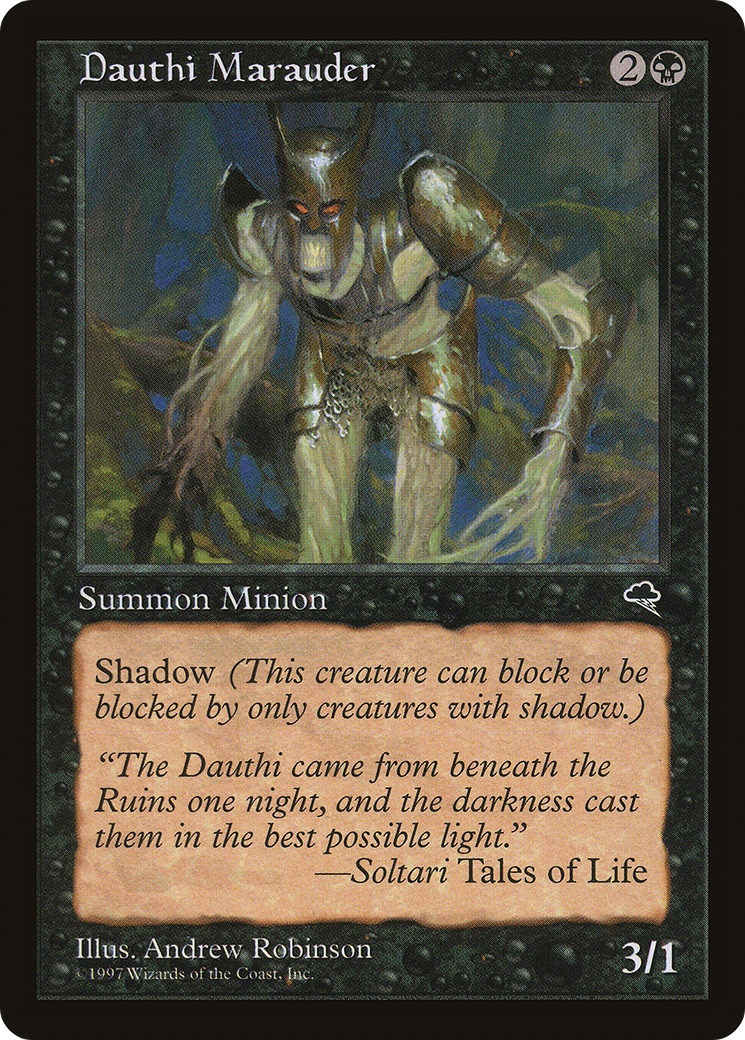 Dauthi Marauder
2
Summon Minion
Shadow (This creature can block or be
blocked by only creatures with shadow.)
“The Dauthi came from beneath the
Ruins one night, and the darkness cast
them in the best possible light.”
—Soltari Tales of Life
Illus. Andrew Robinson
©1997 Wizards of the Coast, Inc.
3/1